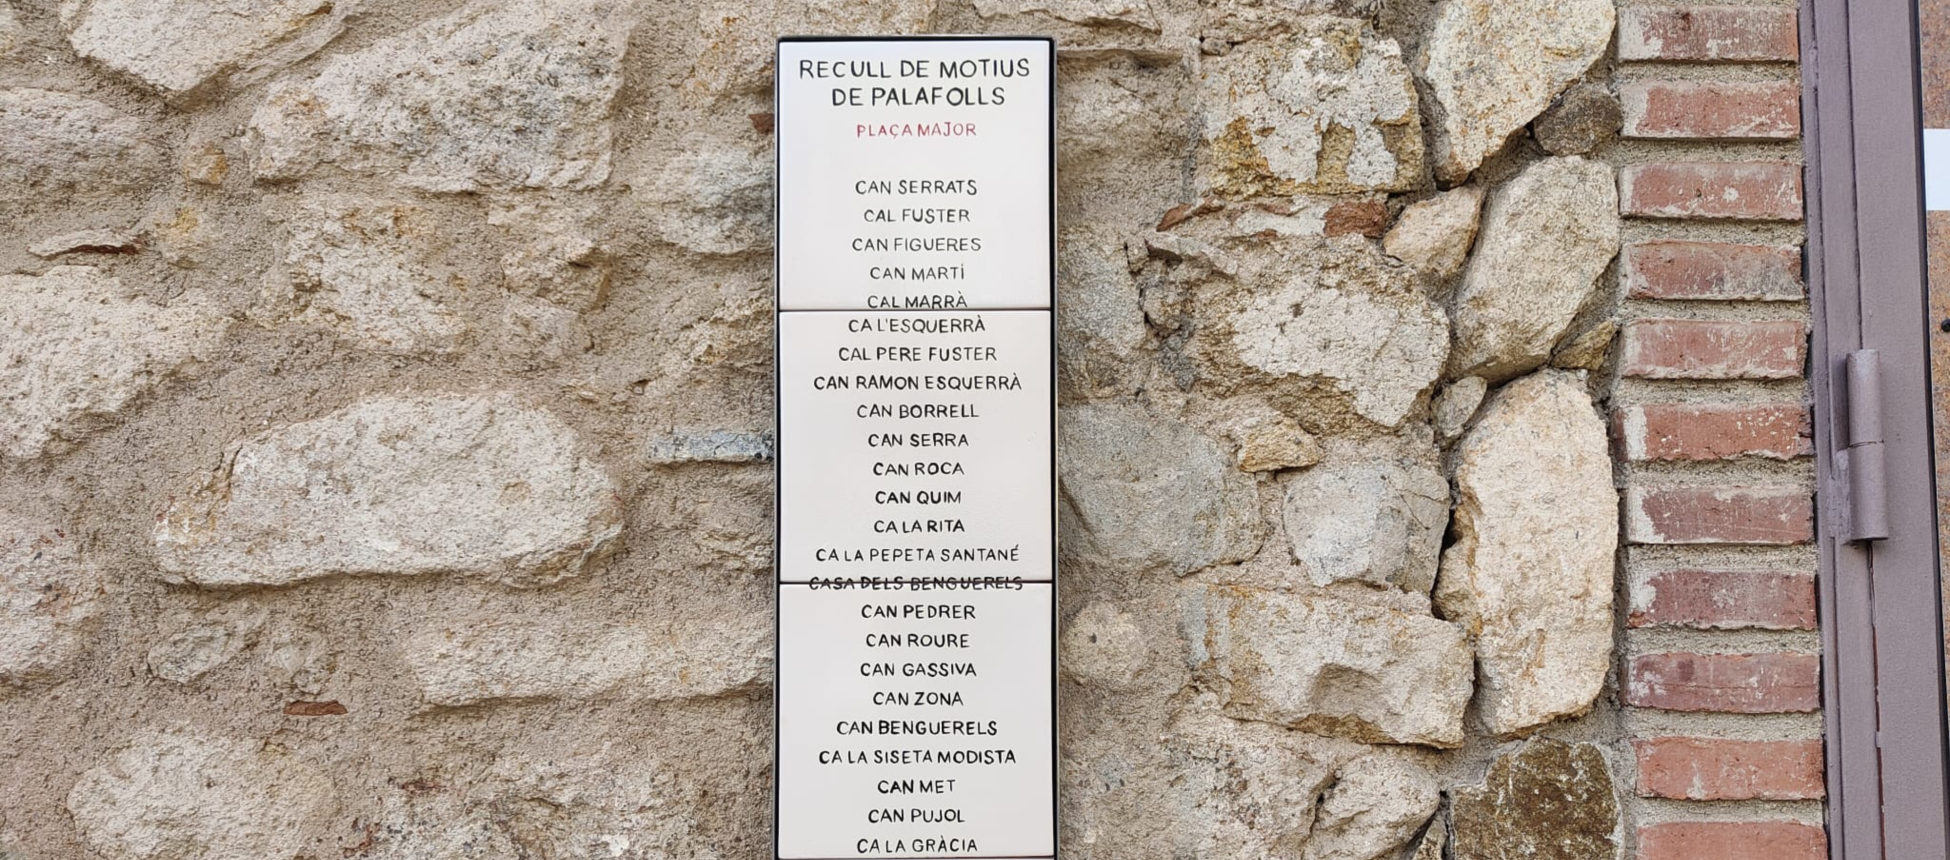 RECULL DE MOTIUS
DE PALAFOLLS
PLAÇA MAJOR
CAN SERRATS
CAL FUSTER
CAN FIGUERES
CAN MARTÍ
CAL MARRÀ
CA L'ESQUERRÀ
CAL PERE FUSTER
CAN RAMON ESQUERRÀ
CAN BORRELL
CAN SERRA
CAN ROCA
CAN QUIM
CA LA RITA
CA LA PEPETA SANTANÉ
CASA DELS BENGUERELS
CAN PEDRER
CAN ROURE
CAN GASSIVA
CAN ZONA
CAN BENGUERELS
CA LA SISETA MODISTA
CAN MET
CAN PUJOL
CA LA GRÀCIA